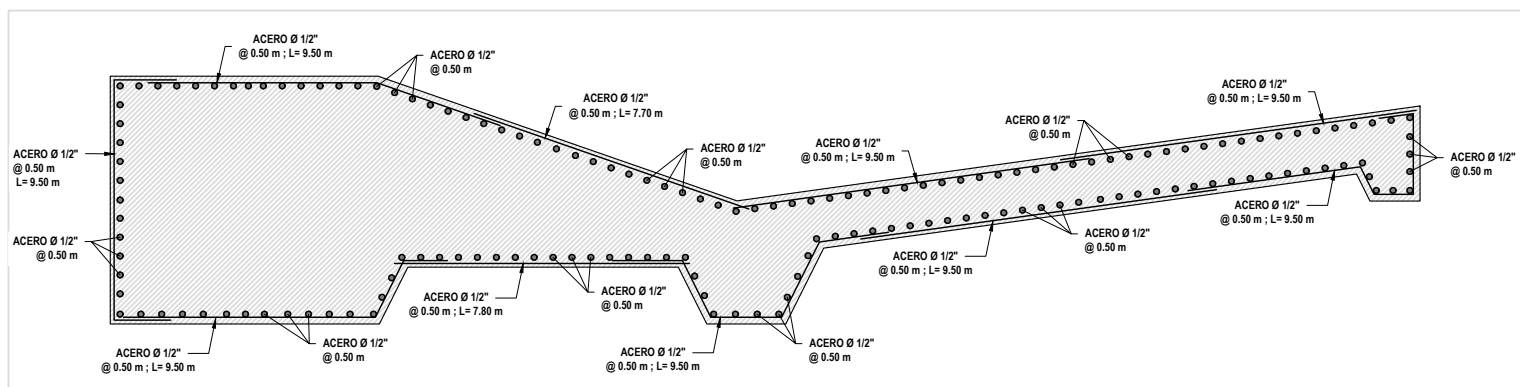 ACERO Ø 1/2"
@ 0.50 m ; L= 9.50 m
ACERO Ø 1/2"
@ 0.50 m
ACERO Ø 1/2"
@ 0.50 m ; L= 7.70 m
ACERO Ø 1/2"
@ 0.50 m ; L= 9.50 m
ACERO Ø 1/2"
@ 0.50 m
ACERO Ø 1/2"
@ 0.50 m
ACERO Ø 1/2"
@ 0.50 m ; L= 9.50 m
ACERO Ø 1/2"
@ 0.50 m
L= 9.50 m
ACERO Ø 1/2"
@ 0.50 m
ACERO Ø 1/2"
@ 0.50 m ; L= 9.50 m
ACERO Ø 1/2"
@ 0.50 m
ACERO Ø 1/2"
@ 0.50 m
ACERO Ø 1/2"
@ 0.50 m ; L= 9.50 m
ACERO Ø 1/2"
@ 0.50 m ; L= 7.80 m
ACERO Ø 1/2"
@ 0.50 m
ACERO Ø 1/2"
@ 0.50 m ; L= 9.50 m
ACERO Ø 1/2"
@ 0.50 m
ACERO Ø 1/2"
@ 0.50 m ; L= 9.50 m
ACERO Ø 1/2"
@ 0.50 m